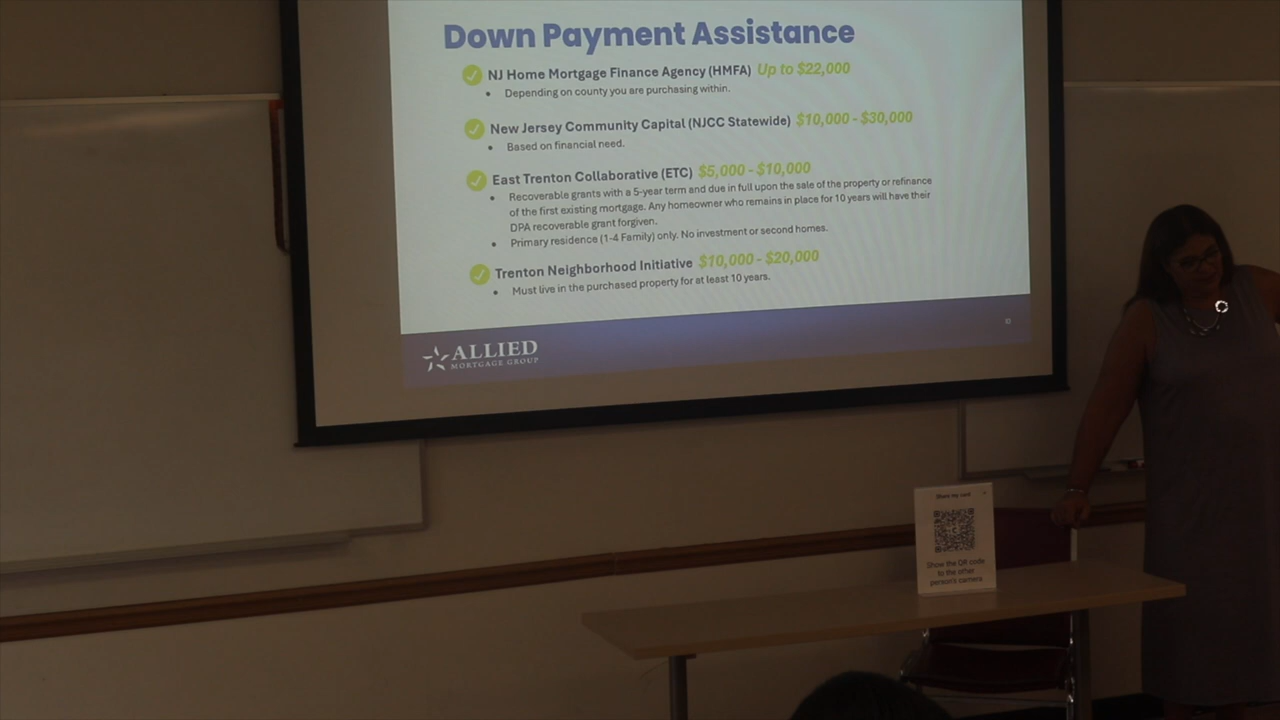 Down Payment Assistance
NJ Home Mortgage Finance Agency (HMFA) Up to $22,000
• Depending on county you are purchasing within.
New Jersey Community Capital (NJCC Statewide) $10,000 - $30,000
• Based on financial need.
East Trenton Collaborative (ETC) $5,000 - $10,000
• Recoverable grants with a 5-year term and due in full upon the sale of the property or refinance
of the first existing mortgage. Any homeowner who remains in place for 10 years will have their
DPA recoverable grant forgiven.
• Primary residence (1-4 Family) only. No investment or second homes.
Trenton Neighborhood Initiative $10,000 - $20,000
• Must live in the purchased property for at least 10 years.
10
ALLIED
MORTGAGE GROUP
Share my card
Show the QR code
to the other
person's camera.